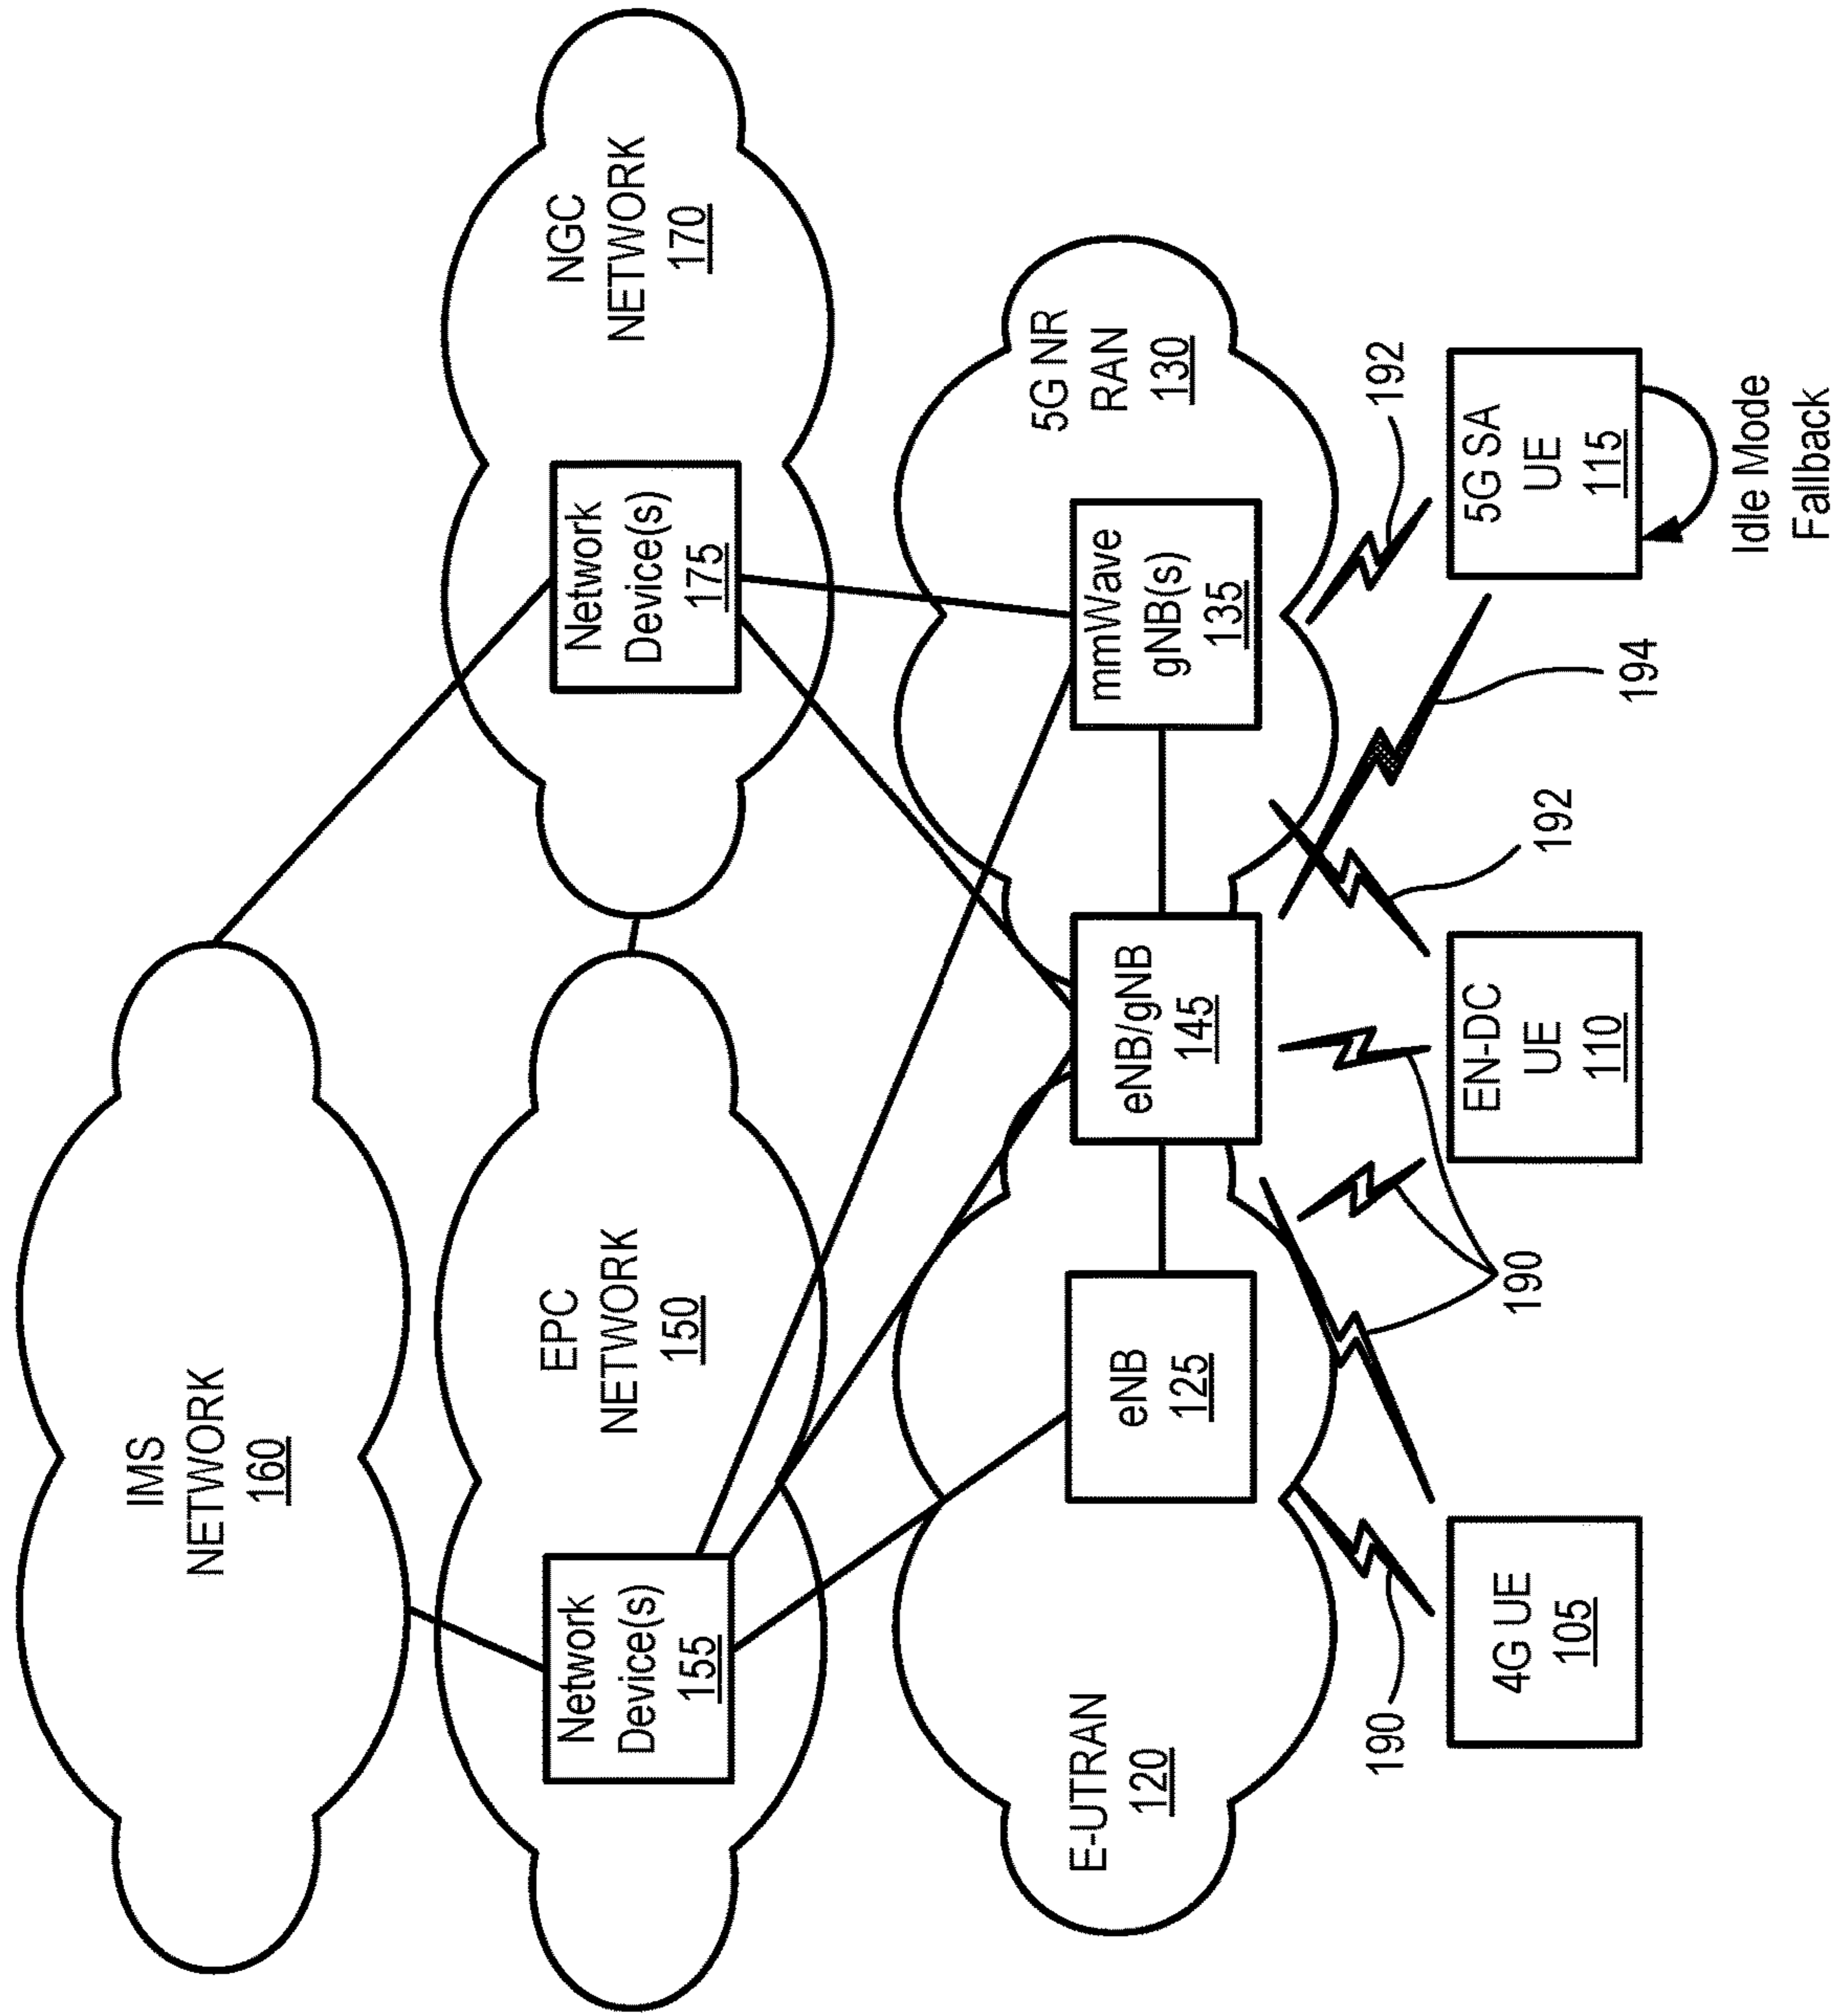 IMS
NETWORK
160
EPC
NETWORK
150
Network
Device(s)
155
NGC
NETWORK
170
Network
Device(s)
175
E-UTRAN
120
eNB
125
eNB/gNB
145
5G NR
RAN
130
mmWave
gNB(s)
135
190
190
192
194
192
4G UE
105
EN-DC
UE
110
5G SA
UE
115
Idle Mode
Fallback